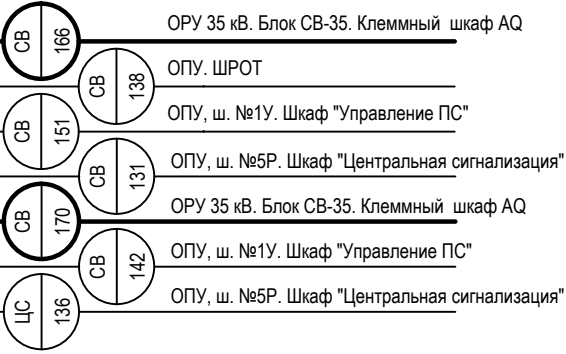 СВ 166 ОРУ 35 кВ. Блок СВ-35. Клеммный шкаф AQ
СВ 138 ОПУ. ШРОТ
СВ 151 ОПУ, ш. №1У. Шкаф "Управление ПС"
СВ 131 ОПУ, ш. №5Р. Шкаф "Центральная сигнализация"
СВ 170 ОРУ 35 кВ. Блок СВ-35. Клеммный шкаф AQ
СВ 142 ОПУ, ш. №1У. Шкаф "Управление ПС"
ЦС 136 ОПУ, ш. №5Р. Шкаф "Центральная сигнализация"